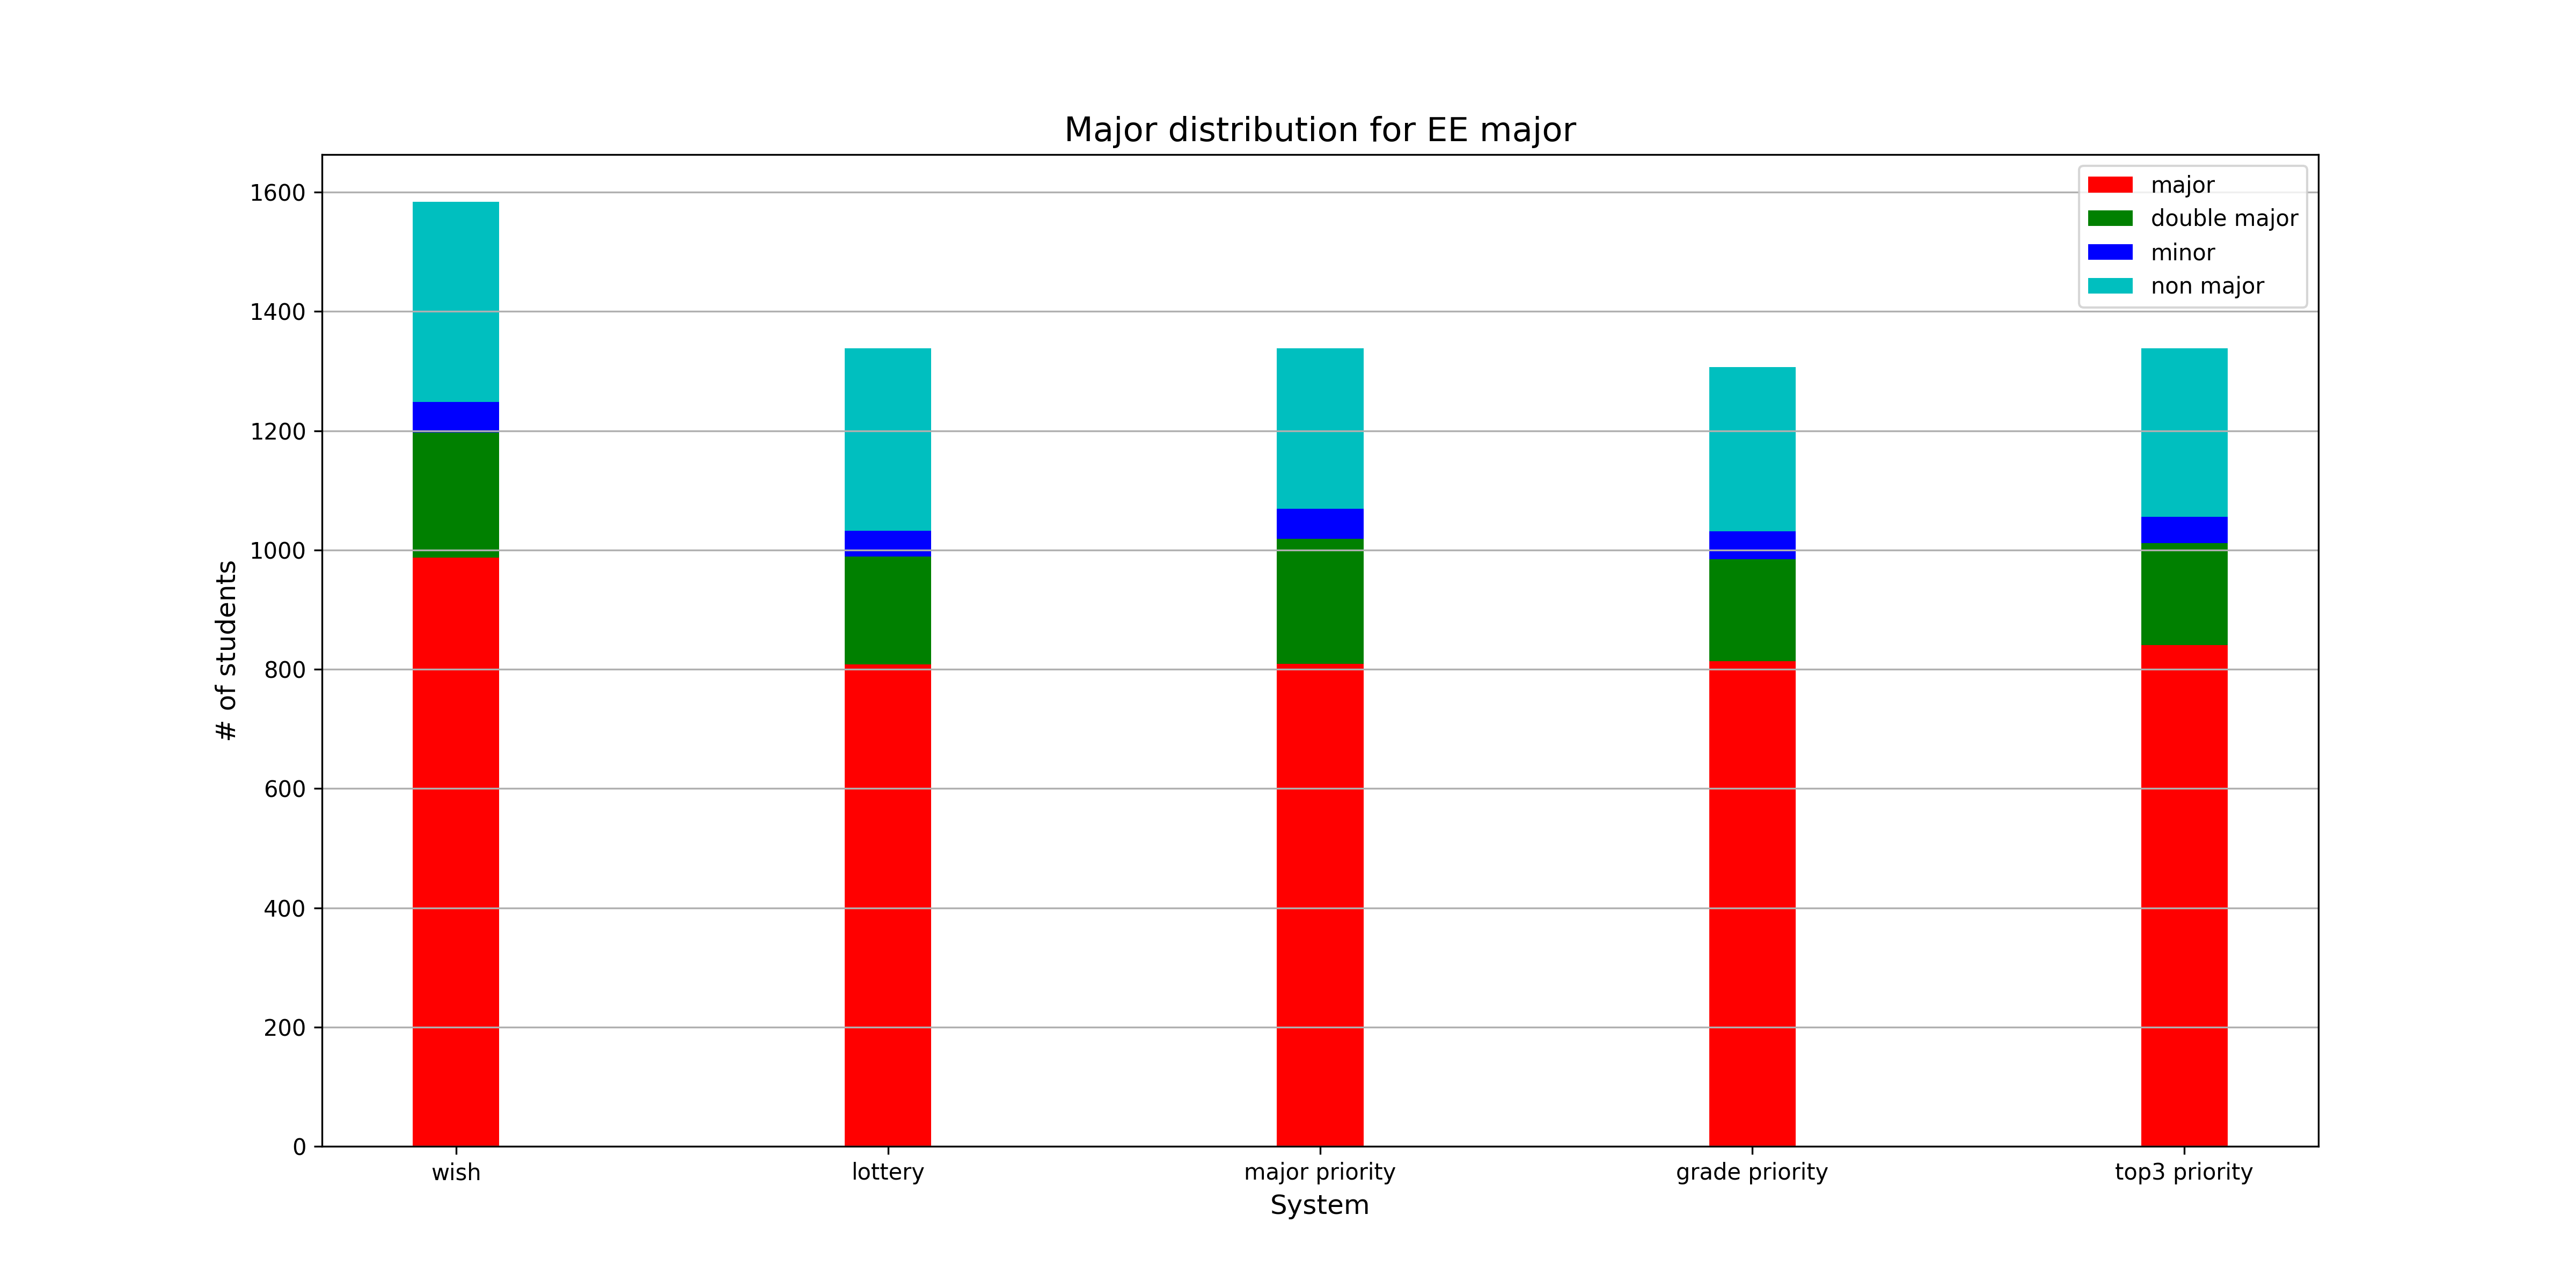 Major distribution for EE major
major
double major
minor
non major
# of students
1600
1400
1200
1000
800
600
400
200
0
wish
lottery
major priority
grade priority
top3 priority
System